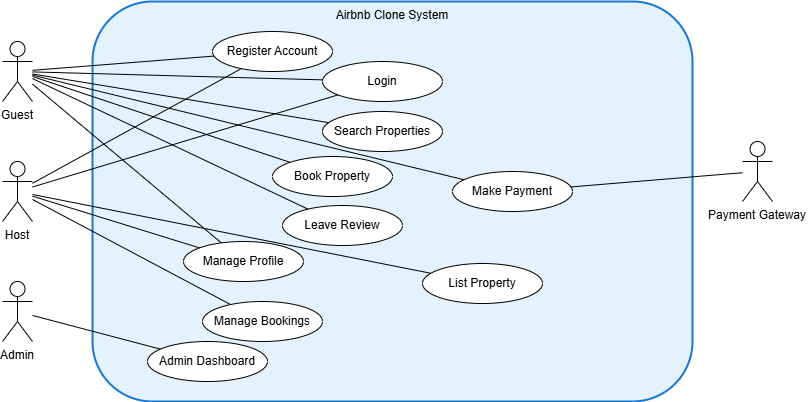 Airbnb Clone System
Register Account
Login
Guest
Search Properties
Book Property
Make Payment
Payment Gateway
Leave Review
Host
Manage Profile
List Property
Manage Bookings
Admin
Admin Dashboard